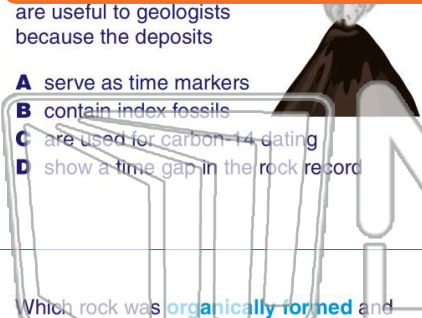 are useful to geologists
because the deposits
A serve as time markers
B contain index fossils
C are used for carbon-14 dating
D show a time gap in the rock record
Which rock was organically formed and